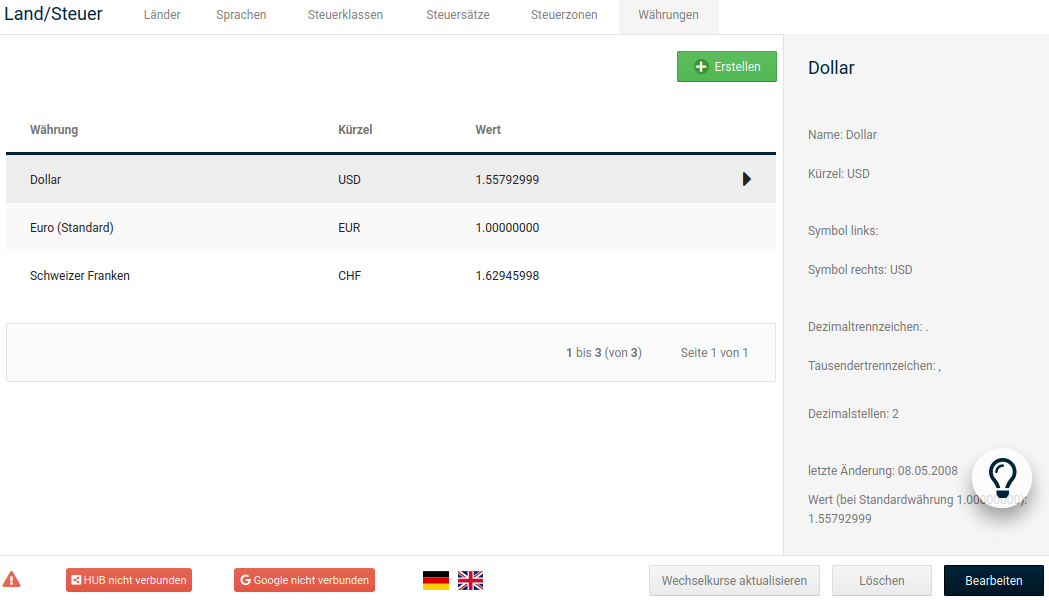 Land/Steuer Länder Sprachen Steuerklassen Steuersätze Steuerzonen Währungen
Erstellen
Währung Kürzel Wert
Dollar USD 1.55792999
Euro (Standard) EUR 1.00000000
Schweizer Franken CHF 1.62945998
1 bis 3 (von 3) Seite 1 von 1
Dollar
Name: Dollar
Kürzel: USD
Symbol links:
Symbol rechts: USD
Dezimaltrennzeichen: .
Tausendertrennzeichen: ,
Dezimalstellen: 2
letzte Änderung: 08.05.2008
Wert (bei Standardwährung 1.00000000):
1.55792999
HUB nicht verbunden Google nicht verbunden Wechselkurse aktualisieren Löschen Bearbeiten